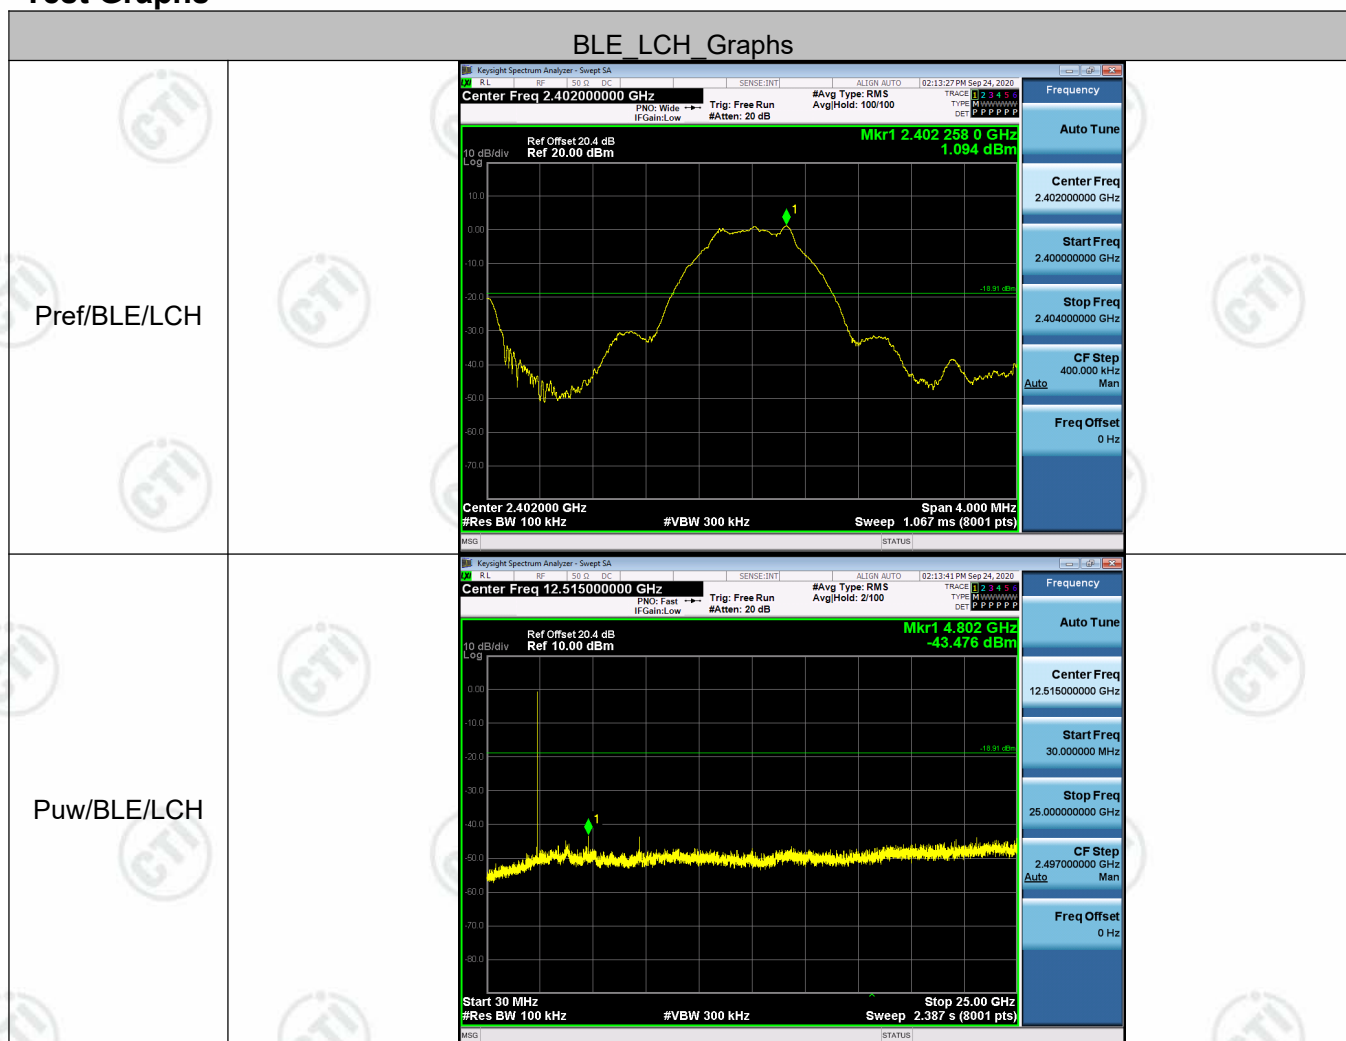 Test Graphs
BLE_LCH_Graphs
Pref/BLE/LCH
Keysight Spectrum Analyzer - Swept SA
LXI RL RF 50 Ω DC SENSE:INT ALIGN AUTO 02:13:27 PM Sep 24, 2020
Center Freq 2.402000000 GHz
PNO: Wide
IFGain:Low
Trig: Free Run
#Atten: 20 dB
#Avg Type: RMS
Avg|Hold: 100/100
TRACE 1 2 3 4 5 6
TYPE M WWWWW
DET P P P P P P
Ref Offset 20.4 dB
10 dB/div Ref 20.00 dBm
Log
Mkr1 2.402 258 0 GHz
1.094 dBm
10.0
0.00
-10.0
-20.0
-30.0
-40.0
-50.0
-60.0
-70.0
1
-18.91 dBm
Center 2.402000 GHz Span 4.000 MHz
#Res BW 100 kHz #VBW 300 kHz Sweep 1.067 ms (8001 pts)
MSG STATUS
Frequency
Auto Tune
Center Freq
2.402000000 GHz
Start Freq
2.400000000 GHz
Stop Freq
2.404000000 GHz
CF Step
400.000 kHz
Auto Man
Freq Offset
0 Hz
Puw/BLE/LCH
Keysight Spectrum Analyzer - Swept SA
LXI RL RF 50 Ω DC SENSE:INT ALIGN AUTO 02:13:41 PM Sep 24, 2020
Center Freq 12.515000000 GHz
PNO: Fast
IFGain:Low
Trig: Free Run
#Atten: 20 dB
#Avg Type: RMS
Avg|Hold: 2/100
TRACE 1 2 3 4 5 6
TYPE M WWWWW
DET P P P P P P
Ref Offset 20.4 dB
10 dB/div Ref 10.00 dBm
Log
Mkr1 4.802 GHz
-43.476 dBm
0.00
-10.0
-20.0
-30.0
-40.0
-50.0
-60.0
-70.0
-80.0
1
-18.91 dBm
Start 30 MHz Stop 25.00 GHz
#Res BW 100 kHz #VBW 300 kHz Sweep 2.387 s (8001 pts)
MSG STATUS
Frequency
Auto Tune
Center Freq
12.515000000 GHz
Start Freq
30.000000 MHz
Stop Freq
25.000000000 GHz
CF Step
2.497000000 GHz
Auto Man
Freq Offset
0 Hz
CTI